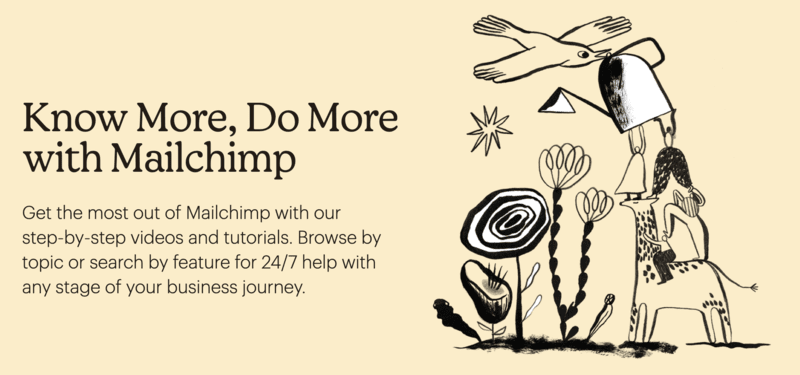 Know More, Do More
with Mailchimp
Get the most out of Mailchimp with our
step-by-step videos and tutorials. Browse by
topic or search by feature for 24/7 help with
any stage of your business journey.